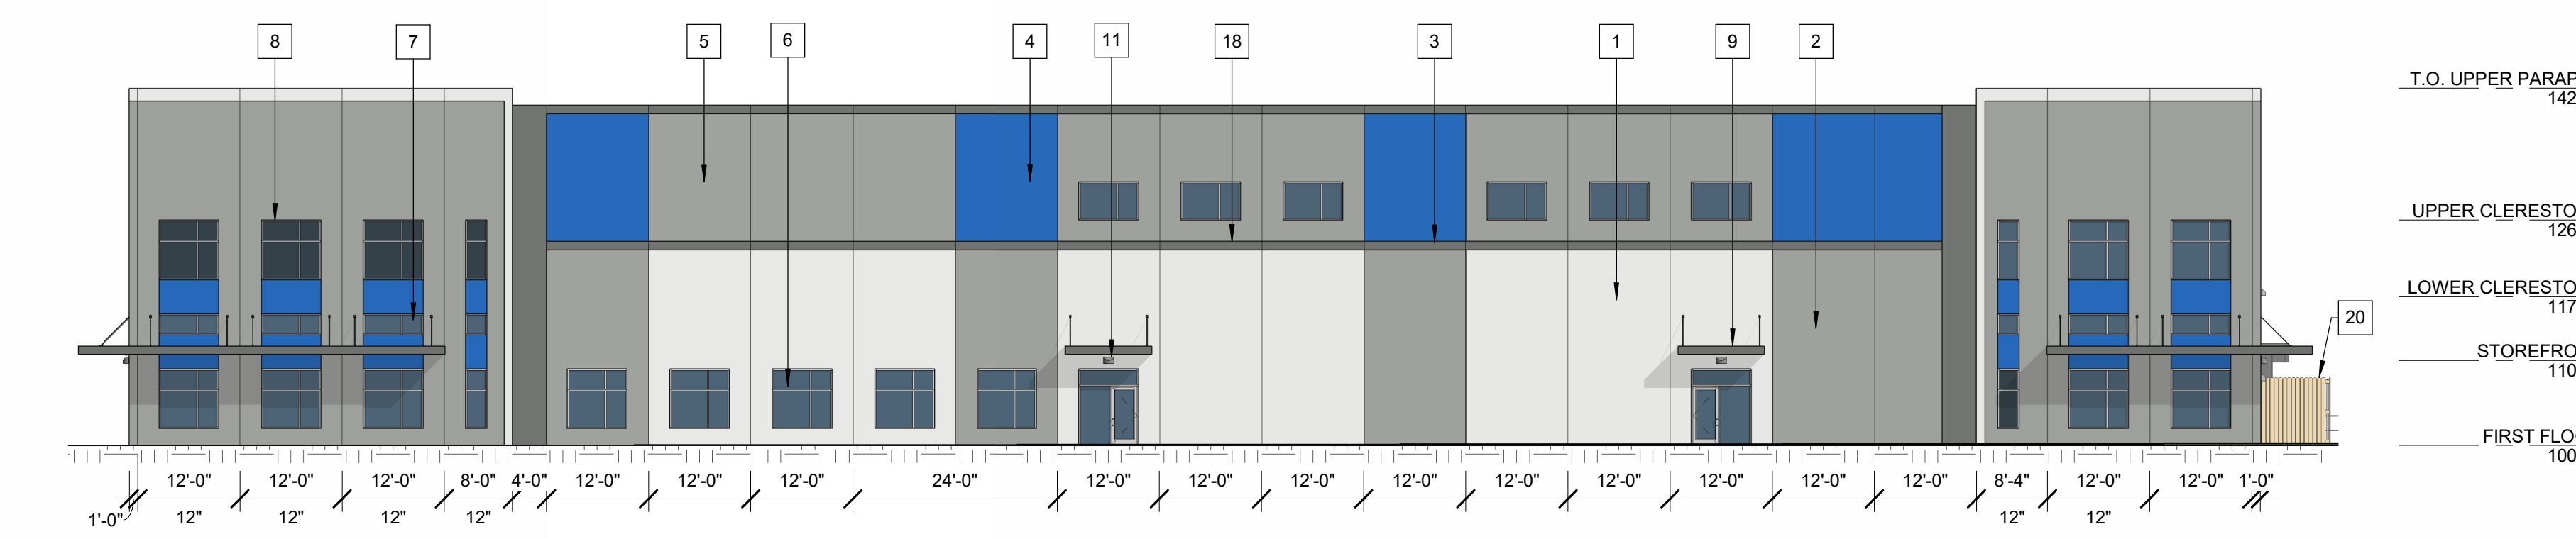 8 7 5 6 4 11 18 3 1 9 2
T.O. UPPER PARAP
142
UPPER CLERESTO
126
LOWER CLERESTO
117
20
STOREFRO
110
FIRST FLO
100
12'-0" 12'-0" 12'-0" 8'-0" 4'-0" 12'-0" 12'-0" 12'-0" 24'-0" 12'-0" 12'-0" 12'-0" 12'-0" 12'-0" 12'-0" 12'-0" 12'-0" 12'-0" 8'-4" 12'-0" 12'-0" 1'-0"
1'-0" 12" 12" 12" 12" 12" 12"